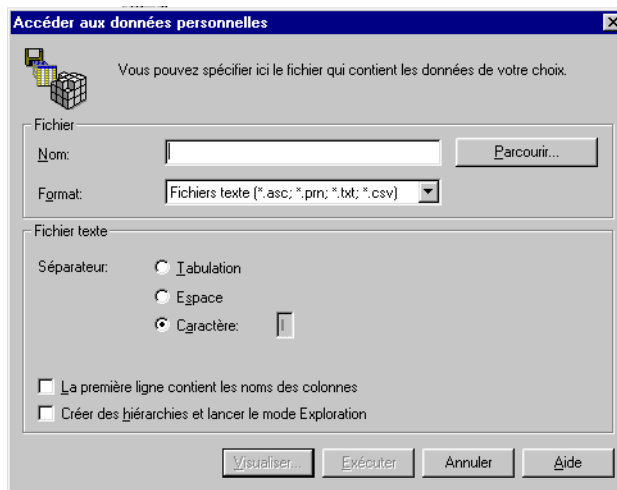 Accéder aux données personnelles
Vous pouvez spécifier ici le fichier qui contient les données de votre choix.
Fichier
Nom:
Parcourir...
Format:
Fichiers texte (*.asc; *.prn; *.txt; *.csv)
Fichier texte
Séparateur:
Tabulation
Espace
Caractère:
La première ligne contient les noms des colonnes
Créer des hiérarchies et lancer le mode Exploration
Visualiser... Exécuter Annuler Aide